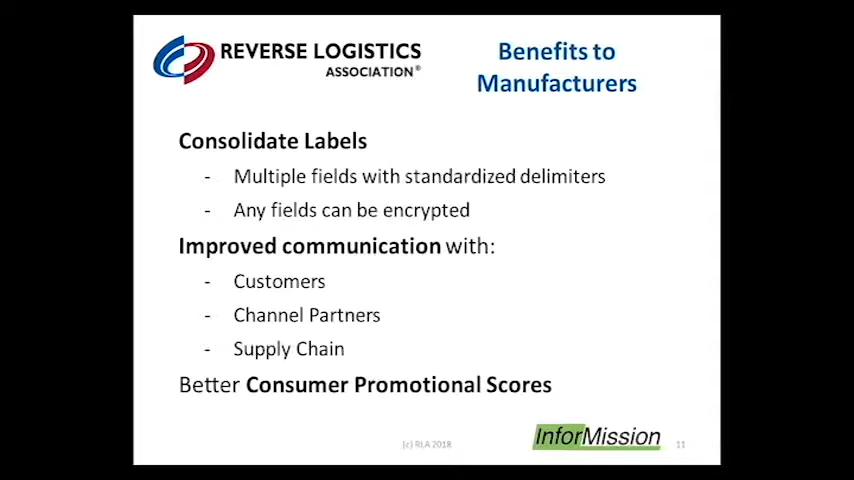 REVERSE LOGISTICS
ASSOCIATION®
Benefits to
Manufacturers
Consolidate Labels
- Multiple fields with standardized delimiters
- Any fields can be encrypted
Improved communication with:
- Customers
- Channel Partners
- Supply Chain
Better Consumer Promotional Scores
(c) RLA 2018
InforMission
11